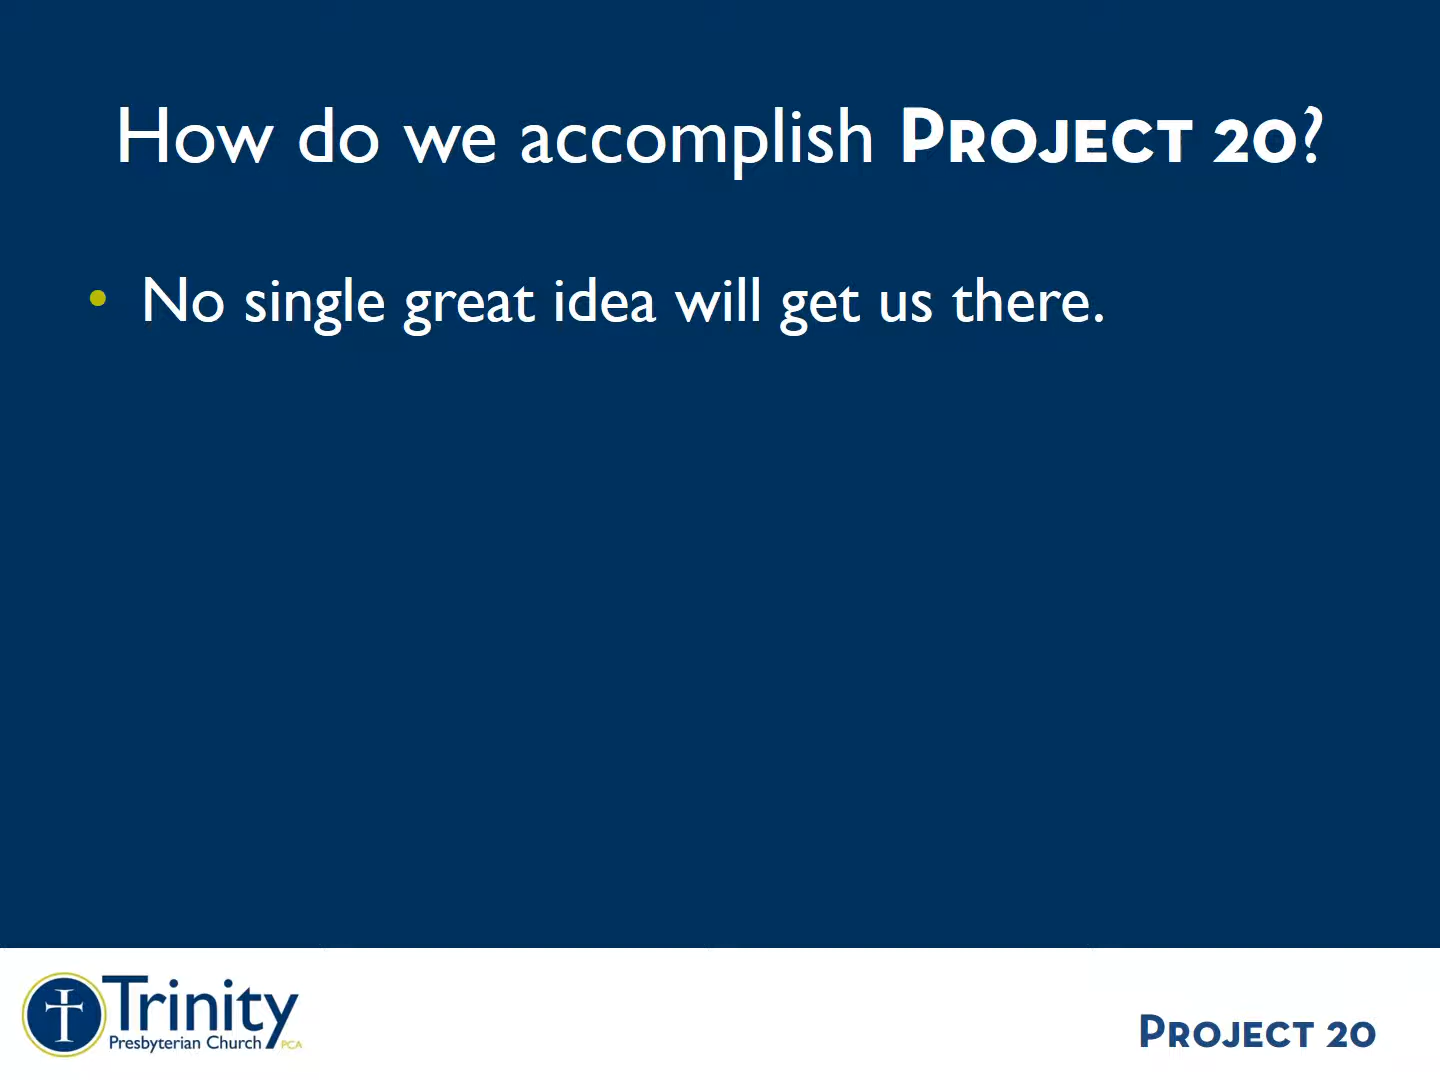 How do we accomplish PROJECT 20?
• No single great idea will get us there.
Trinity
Presbyterian Church PCA
PROJECT 20